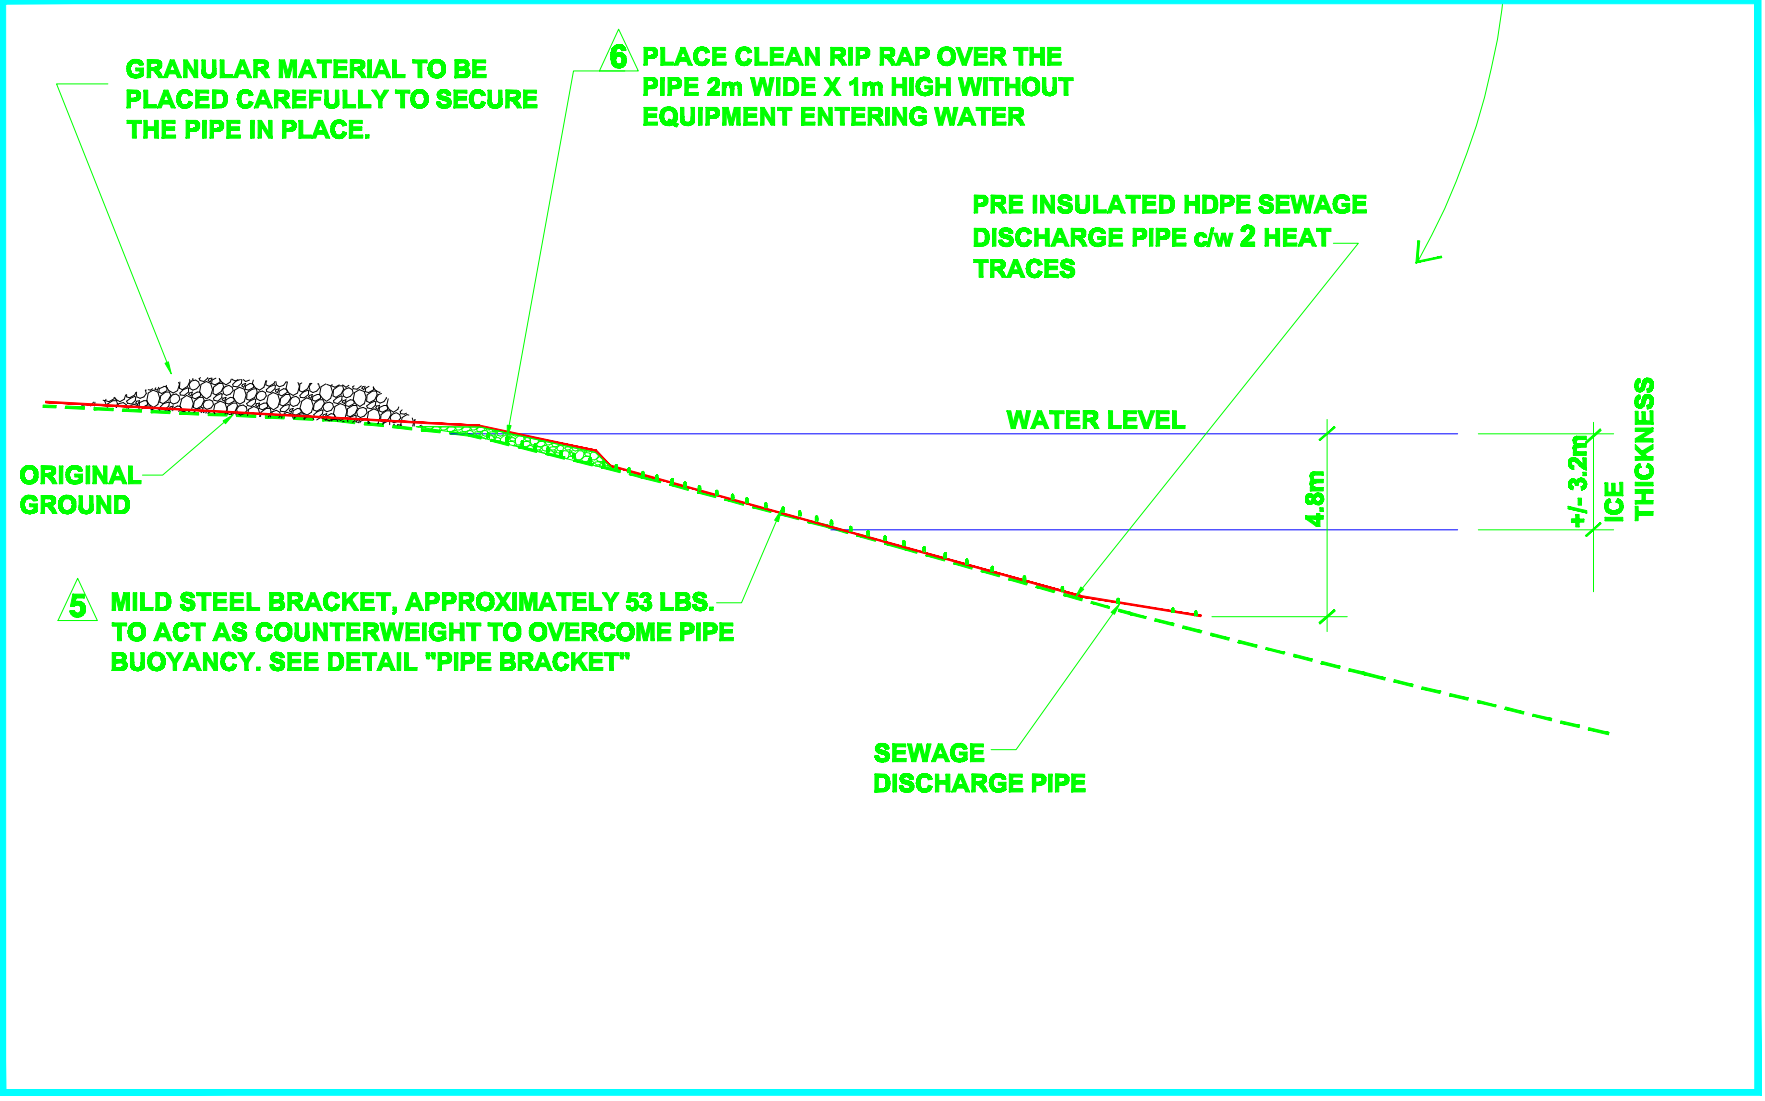 GRANULAR MATERIAL TO BE
PLACED CAREFULLY TO SECURE
THE PIPE IN PLACE.
6
PLACE CLEAN RIP RAP OVER THE
PIPE 2m WIDE X 1m HIGH WITHOUT
EQUIPMENT ENTERING WATER
PRE INSULATED HDPE SEWAGE
DISCHARGE PIPE c/w 2 HEAT
TRACES
WATER LEVEL
4.8m
+/- 3.2m
ICE
THICKNESS
ORIGINAL
GROUND
5
MILD STEEL BRACKET, APPROXIMATELY 53 LBS.
TO ACT AS COUNTERWEIGHT TO OVERCOME PIPE
BUOYANCY. SEE DETAIL "PIPE BRACKET"
SEWAGE
DISCHARGE PIPE